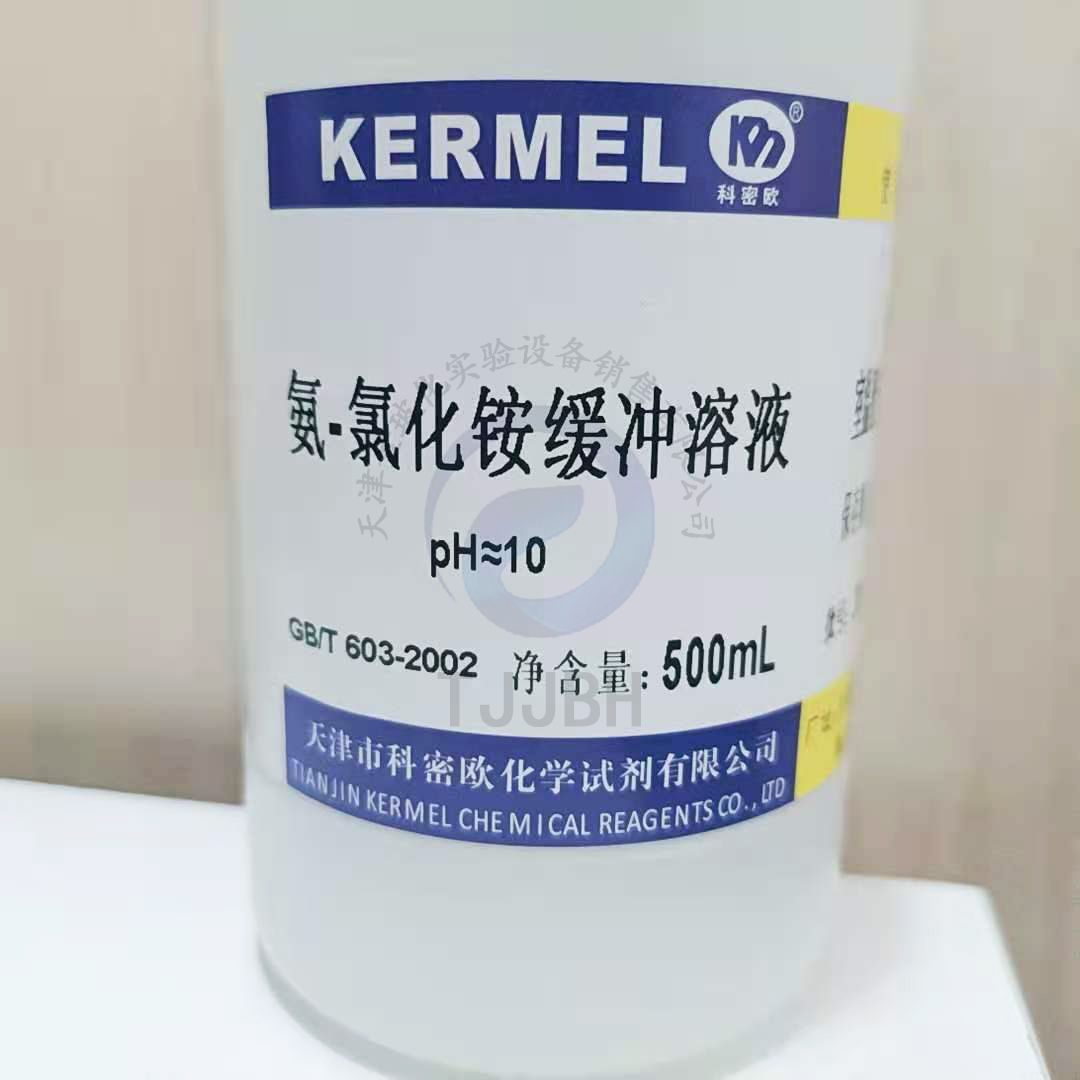 KERMEL
科密欧
氨-氯化铵缓冲溶液
pH≈10
GB/T 603-2002 净含量：500mL
天津市科密欧化学试剂有限公司
TIANJIN KERMEL CHEMICAL REAGENTS CO., LTD
TJJBH